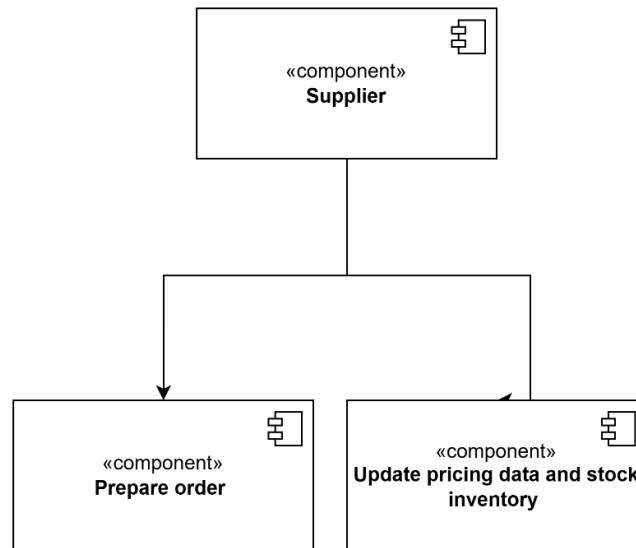 «component»
Supplier
«component»
Prepare order
«component»
Update pricing data and stock
inventory